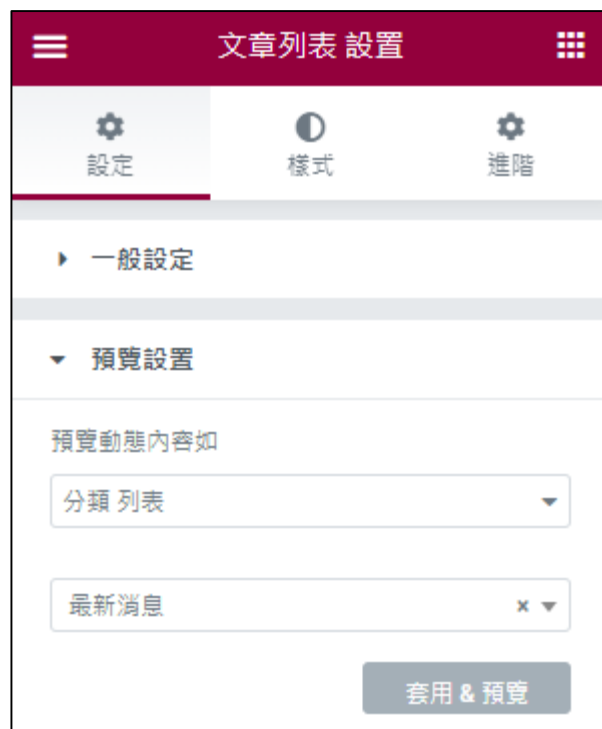 文章列表 設置
設定 樣式 進階
一般設定
預覽設置
預覽動態內容如
分類 列表
最新消息
套用 & 預覽